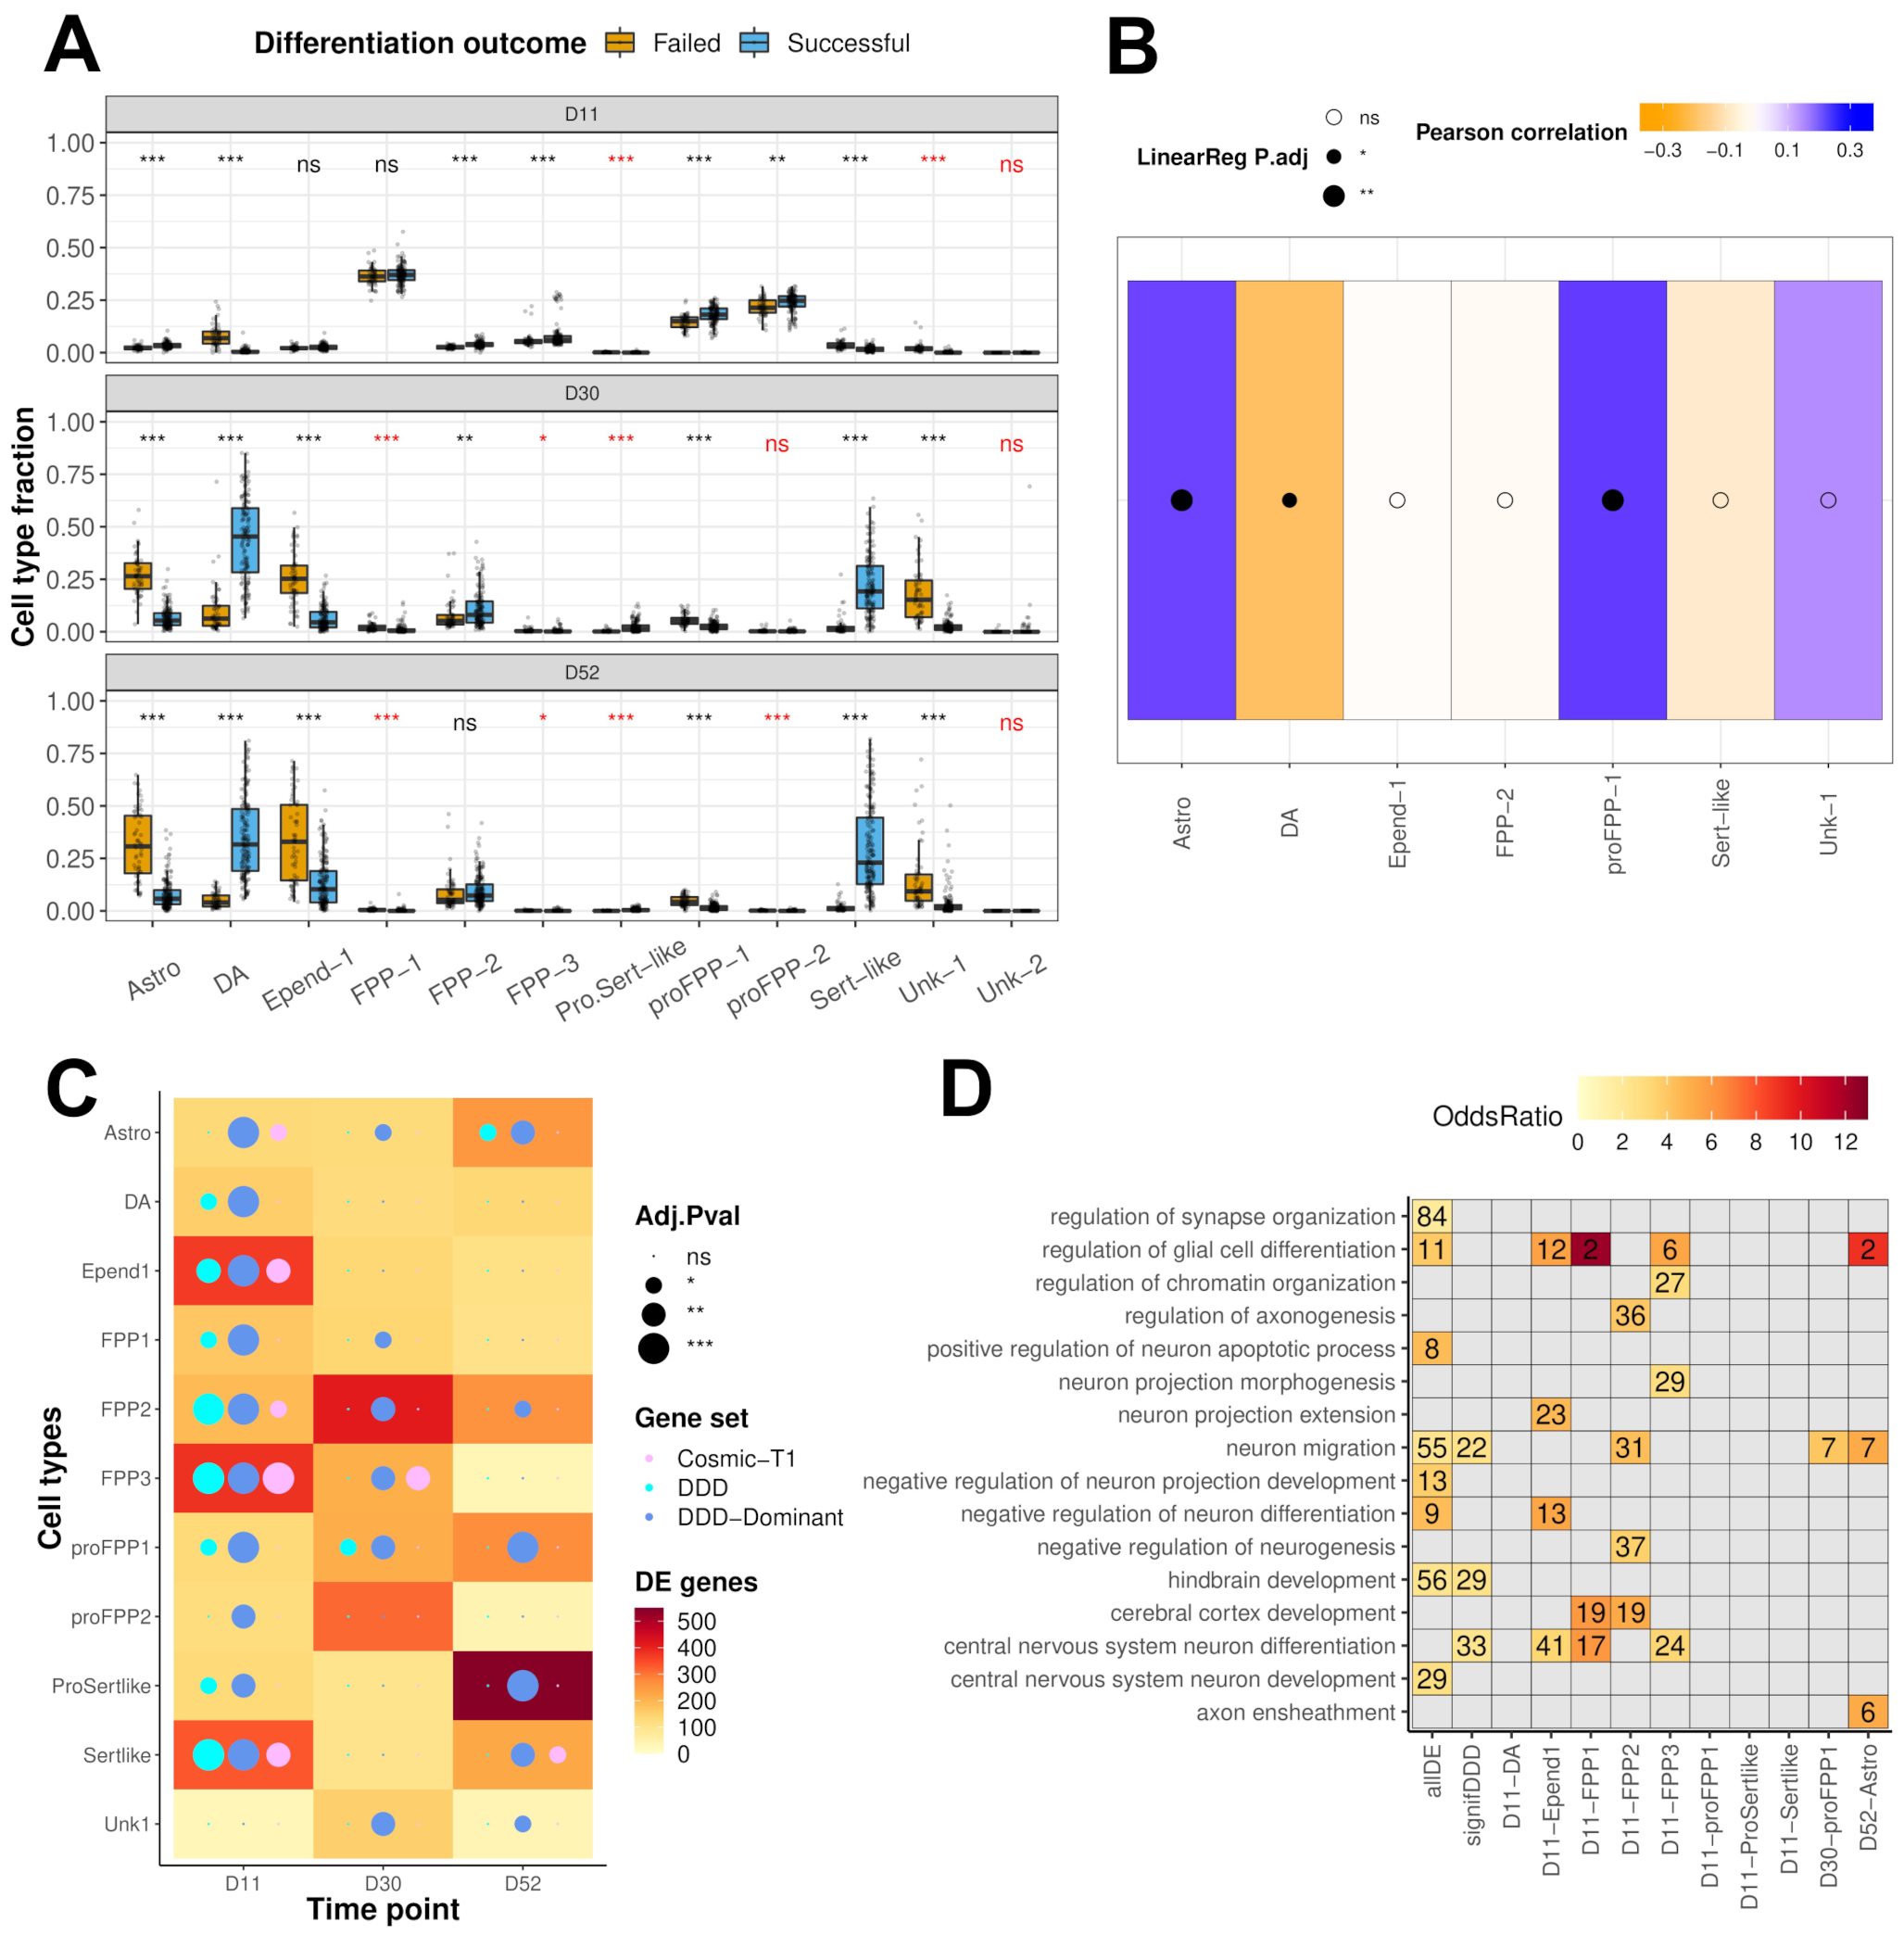 A
Differentiation outcome Failed Successful
D11
1.00
0.75
0.50
0.25
0.00
*** *** ns ns *** *** *** *** ** *** *** ns
D30
1.00
0.75
0.50
0.25
0.00
*** *** *** *** ** * *** *** ns *** *** ns
D52
1.00
0.75
0.50
0.25
0.00
*** *** *** *** ns * *** *** *** *** *** ns
Cell type fraction
Astro DA Epend−1 FPP−1 FPP−2 FPP−3 Pro.Sert−like proFPP−1 proFPP−2 Sert−like Unk−1 Unk−2
B
LinearReg P.adj
ns
*
**
Pearson correlation
−0.3 −0.1 0.1 0.3
Astro DA Epend−1 FPP−2 proFPP−1 Sert−like Unk−1
C
Cell types
Astro
DA
Epend1
FPP1
FPP2
FPP3
proFPP1
proFPP2
ProSertlike
Sertlike
Unk1
D11 D30 D52
Time point
Adj.Pval
ns
*
**
***
Gene set
Cosmic−T1
DDD
DDD−Dominant
DE genes
500
400
300
200
100
0
D
OddsRatio
0 2 4 6 8 10 12
regulation of synapse organization 84
regulation of glial cell differentiation 11 12 2 6 2
regulation of chromatin organization 27
regulation of axonogenesis 36
positive regulation of neuron apoptotic process 8
neuron projection morphogenesis 29
neuron projection extension 23
neuron migration 55 22 31 7 7
negative regulation of neuron projection development 13
negative regulation of neuron differentiation 9 13
negative regulation of neurogenesis 37
hindbrain development 56 29
cerebral cortex development 19 19
central nervous system neuron differentiation 33 41 17 24
central nervous system neuron development 29
axon ensheathment 6
allDE signifDDD D11−DA D11−Epend1 D11−FPP1 D11−FPP2 D11−FPP3 D11−proFPP1 D11−ProSertlike D11−Sertlike D30−proFPP1 D52−Astro